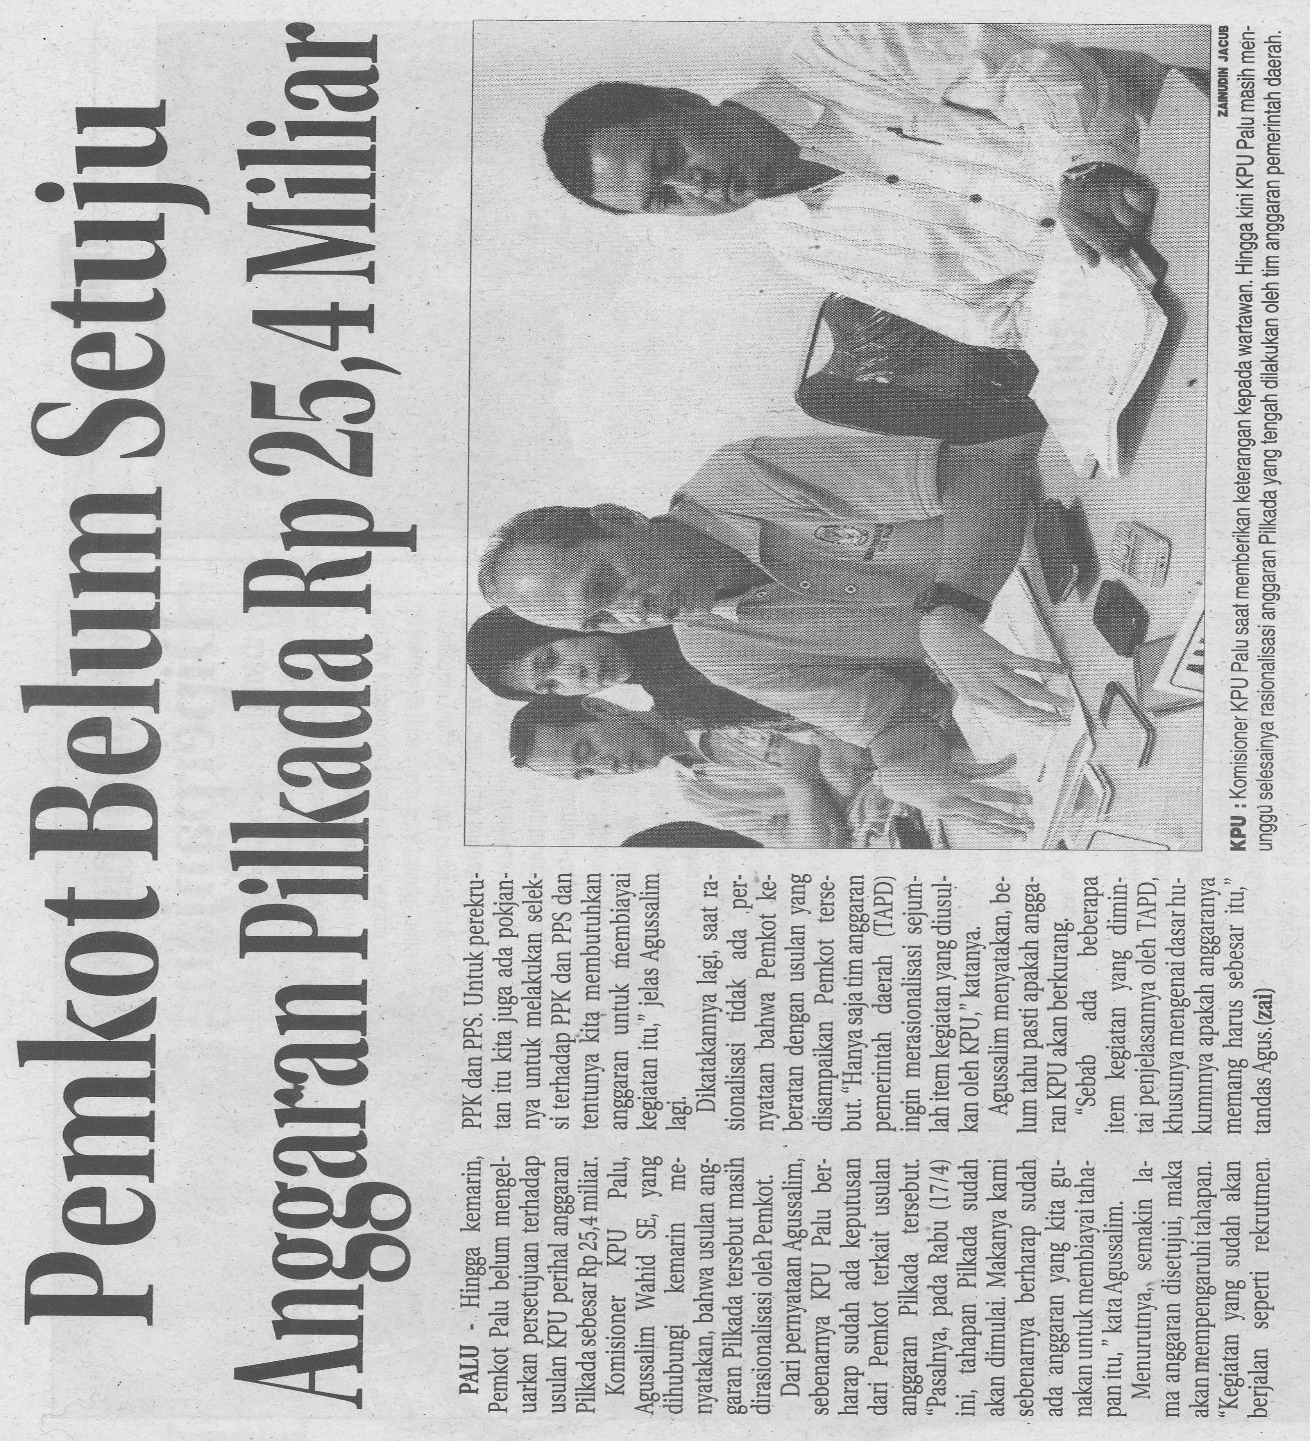 Pemkot Belum Setuju
Anggaran Pilkada Rp 25,4 Miliar
PALU - Hingga kemarin,
Pemkot Palu belum mengel-
uarkan persetujuan terhadap
usulan KPU perihal anggaran
Pilkada sebesar Rp 25,4 miliar.
Komisioner KPU Palu,
Agussalim Wahid SE, yang
dihubungi kemarin me-
nyatakan, bahwa usulan ang-
garan Pilkada tersebut masih
dirasionalisasi oleh Pemkot.
Dari pernyataan Agussalim,
sebenarnya KPU Palu ber-
harap sudah ada keputusan
dari Pemkot terkait usulan
anggaran Pilkada tersebut.
“Pasalnya, pada Rabu (17/4)
ini, tahapan Pilkada sudah
akan dimulai. Makanya kami
sebenarnya berharap sudah
ada anggaran yang kita gu-
nakan untuk membiayai taha-
pan itu,” kata Agussalim.
Menurutnya, semakin la-
ma anggaran disetujui, maka
akan mempengaruhi tahapan.
“Kegiatan yang sudah akan
berjalan seperti rekrutmen
PPK dan PPS. Untuk perekru-
tan itu kita juga ada pokjan-
nya untuk melakukan selek-
si terhadap PPK dan PPS dan
tentunya kita membutuhkan
anggaran untuk membiayai
kegiatan itu,” jelas Agussalim
lagi.
Dikatakannya lagi, saat ra-
sionalisasi tidak ada per-
nyataan bahwa Pemkot ke-
beratan dengan usulan yang
disampaikan Pemkot terse-
but. “Hanya saja tim anggaran
pemerintah daerah (TAPD)
ingin merasionalisasi sejum-
lah item kegiatan yang diusul-
kan oleh KPU,” katanya.
Agussalim menyatakan, be-
lum tahu pasti apakah angga-
ran KPU akan berkurang.
“Sebab ada beberapa
item kegiatan yang dimin-
tai penjelasannya oleh TAPD,
khusunya mengenai dasar hu-
kumnya apakah anggaranya
memang harus sebesar itu,”
tandas Agus.(zai)
ZAINUDIN JACUB
KPU : Komisioner KPU Palu saat memberikan keterangan kepada wartawan. Hingga kini KPU Palu masih men-
unggu selesainya rasionalisasi anggaran Pilkada yang tengah dilakukan oleh tim anggaran pemerintah daerah.